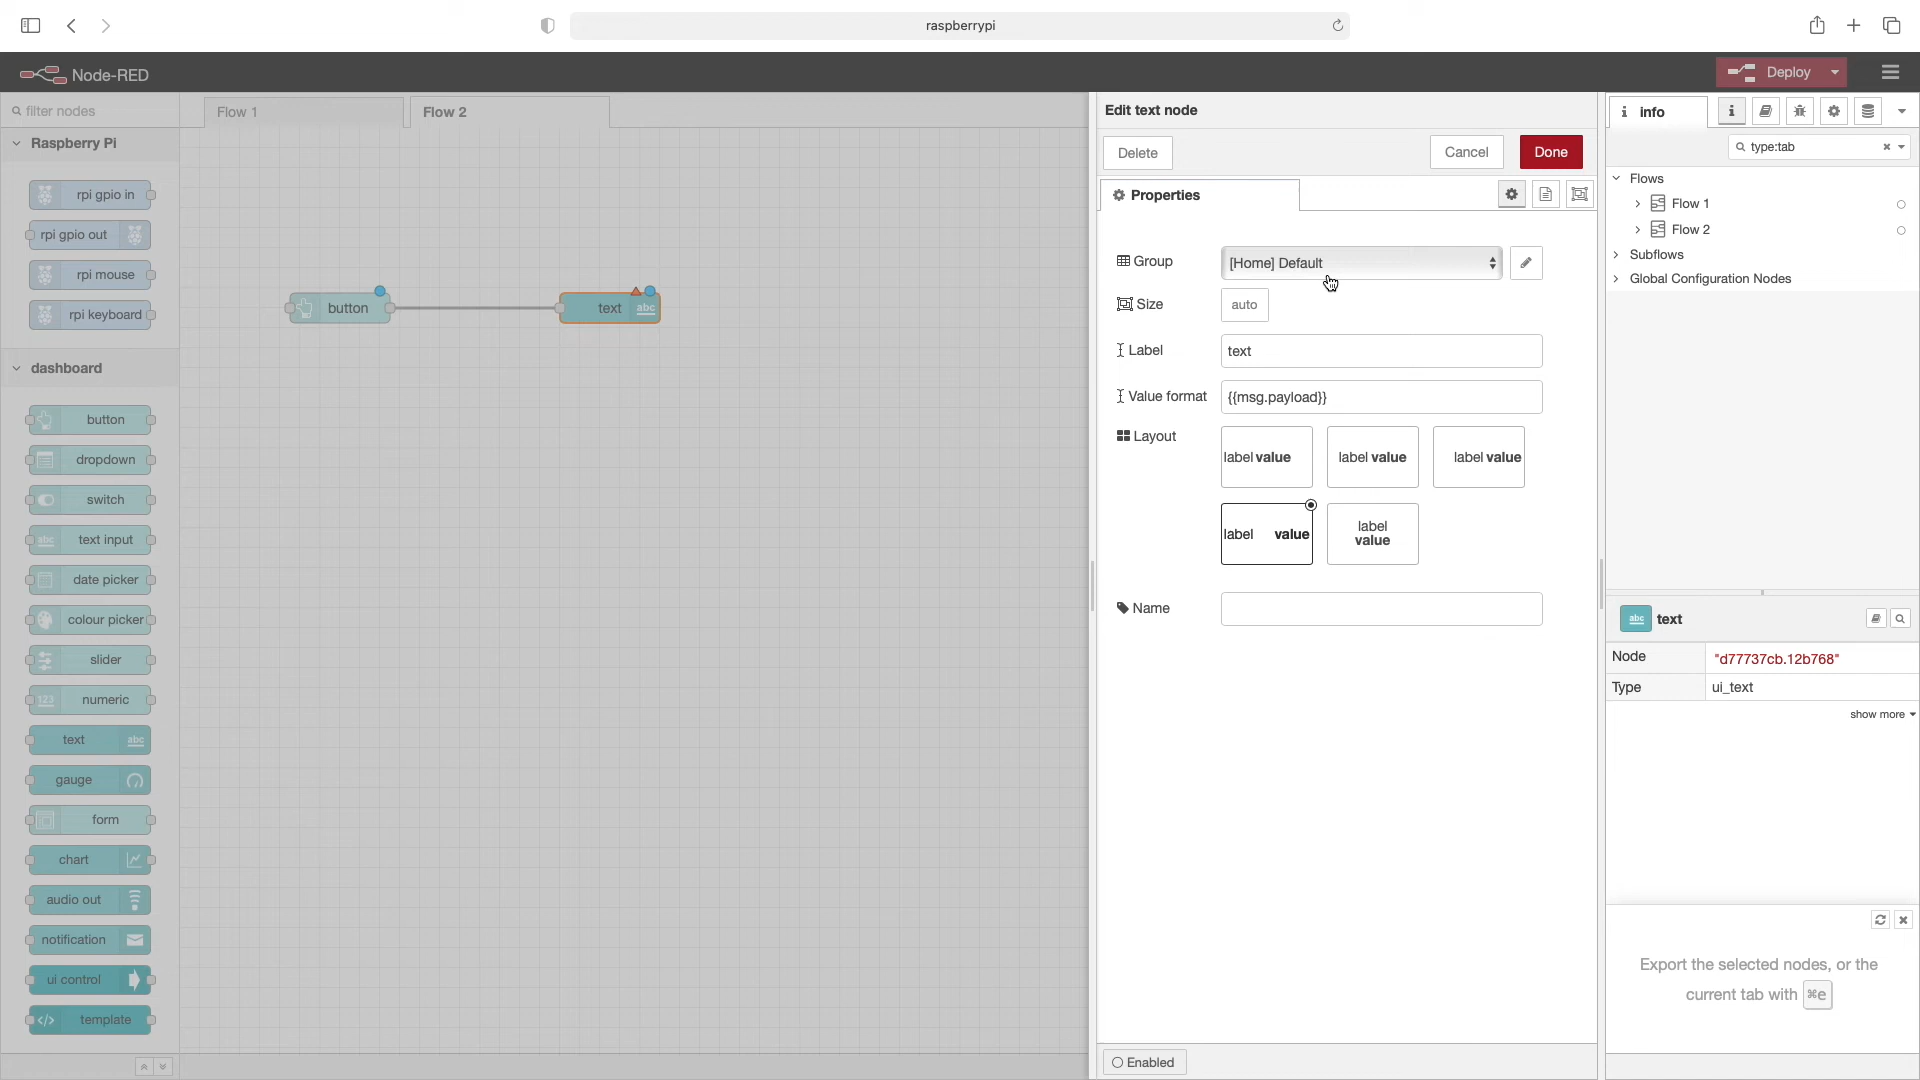 raspberrypi
Node-RED
Deploy
filter nodes
Flow 1
Flow 2
Raspberry Pi
rpi gpio in
rpi gpio out
rpi mouse
rpi keyboard
dashboard
button
dropdown
switch
abc text input
date picker
colour picker
slider
123 numeric
text abc
gauge
form
chart
audio out
notification
ui control
</> template
button
text abc
Edit text node
Delete
Cancel
Done
Properties
Group
[Home] Default
Size
auto
Label
text
Value format
{{msg.payload}}
Layout
label value
label value
label value
label value
label
value
Name
Enabled
i info
i
type:tab
Flows
Flow 1
Flow 2
Subflows
Global Configuration Nodes
abc text
Node "d77737cb.12b768"
Type ui_text
show more
Export the selected nodes, or the
current tab with ⌘e